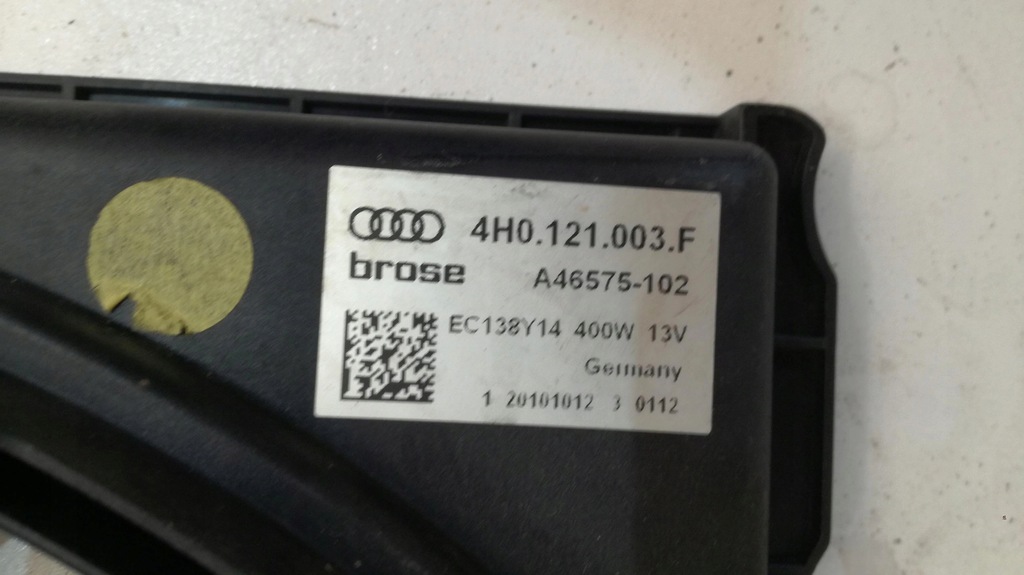 4H0.121.003.F
brose
A46575-102
EC138Y14 400W 13V
Germany
1 20101012 3 0112